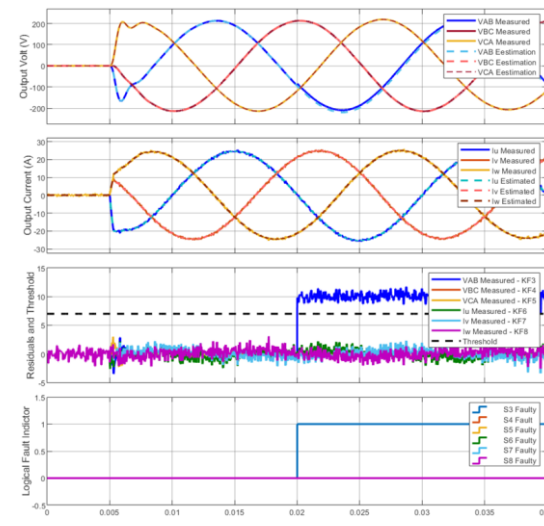 Output Volt (V)
200
100
0
-100
-200
VAB Measured
VBC Measured
VCA Measured
VAB Eestimation
VBC Eestimation
VCA Eestimation
Output Current (A)
30
20
10
0
-10
-20
-30
Iu Measured
Iv Measured
Iw Measured
Iu Estimated
Iv Estimated
Iw Estimated
Residuals and Threshold
15
10
5
0
-5
VAB Measured - KF3
VBC Measured - KF4
VCA Measured - KF5
Iu Measured - KF6
Iv Measured - KF7
Iw Measured - KF8
Threshold
Logical Fault Indictor
1.5
1
0.5
0
-0.5
S3 Faulty
S4 Fault
S5 Faulty
S6 Faulty
S7 Faulty
S8 Faulty
0 0.005 0.01 0.015 0.02 0.025 0.03 0.035